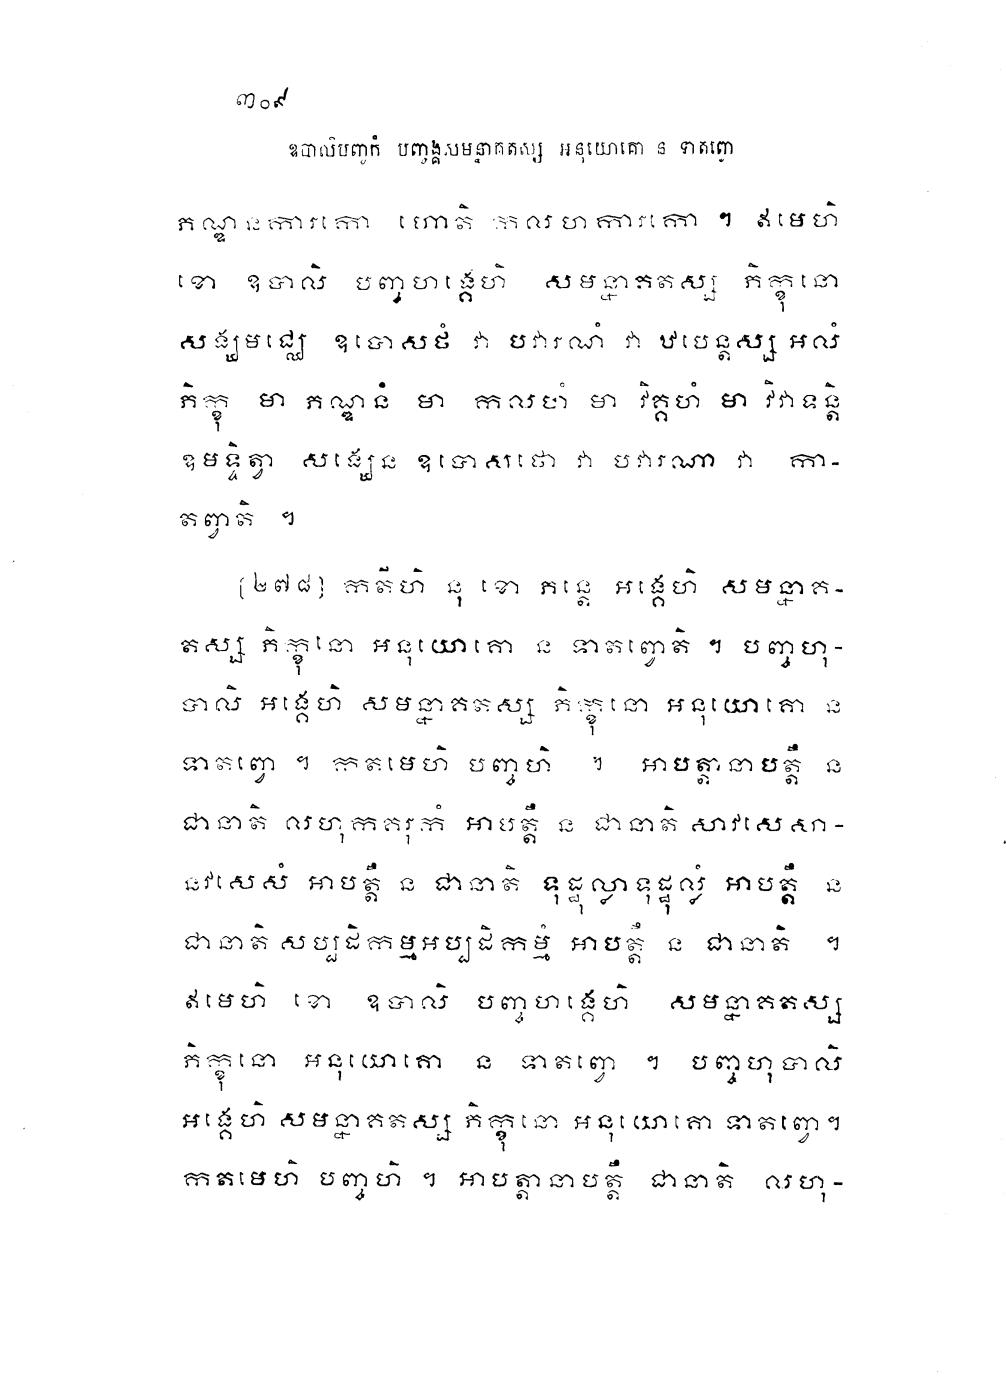 ៣០៩
ឧបាលិបញ្ចកំ បញ្ចង្គសមន្នាគតស្ស អនុយោគោ ន ទាតព្វោ
ភណ្ឌនការកោ ហោតិ កលហការកោ ។ ឥមេហិ
ខោ ឧបាលិ បញ្ចហង្គេហិ សមន្នាគតស្ស ភិក្ខុនោ
សង្ឃមជ្ឈេ ឧបោសថំ វា បវារណំ វា ឋបេន្តស្ស អលំ
ភិក្ខុ មា ភណ្ឌនំ មា កលហំ មា វិគ្គហំ មា វិវាទន្តិ
ឧមទ្ទិត្វា សង្ឃេន ឧបោសថោ វា បវារណា វា កា-
តព្វាតិ ។
[២៧៨] កតីហិ នុ ខោ ភន្តេ អង្គេហិ សមន្នាគ-
តស្ស ភិក្ខុនោ អនុយោគោ ន ទាតព្វោតិ ។ បញ្ចហុ-
បាលិ អង្គេហិ សមន្នាគតស្ស ភិក្ខុនោ អនុយោគោ ន
ទាតព្វោ ។ កតមេហិ បញ្ចហិ ។ អាបត្តានាបត្តឹ ន
ជានាតិ លហុកគរុកំ អាបត្តឹ ន ជានាតិ សាវសេសា-
នវសេសំ អាបត្តឹ ន ជានាតិ ទុដ្ឋុល្លាទុដ្ឋុល្លំ អាបត្តឹ ន
ជានាតិ សប្បដិកម្មអប្បដិកម្មំ អាបត្តឹ ន ជានាតិ ។
ឥមេហិ ខោ ឧបាលិ បញ្ចហង្គេហិ សមន្នាគតស្ស
ភិក្ខុនោ អនុយោគោ ន ទាតព្វោ ។ បញ្ចហុបាលិ
អង្គេហិ សមន្នាគតស្ស ភិក្ខុនោ អនុយោគោ ទាតព្វោ។
កតមេហិ បញ្ចហិ ។ អាបត្តានាបត្តឹ ជានាតិ លហុ-